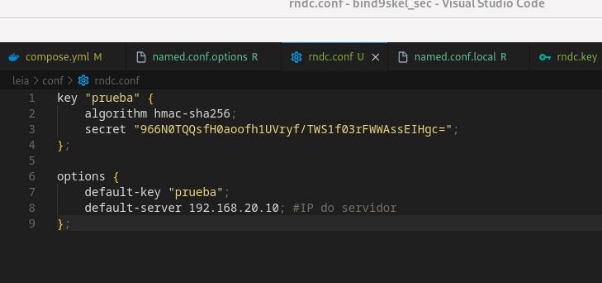 rndc.conf - bind9skel_sec - Visual Studio Code
compose.yml M named.conf.options R rndc.conf U named.conf.local R rndc.key
leia > conf > rndc.conf
1 key "prueba" {
2 algorithm hmac-sha256;
3 secret "966N0TQQsfH0aoofh1UVryf/TWS1f03rFWWAssEIHgc=";
4 };
5
6 options {
7 default-key "prueba";
8 default-server 192.168.20.10; #IP do servidor
9 };